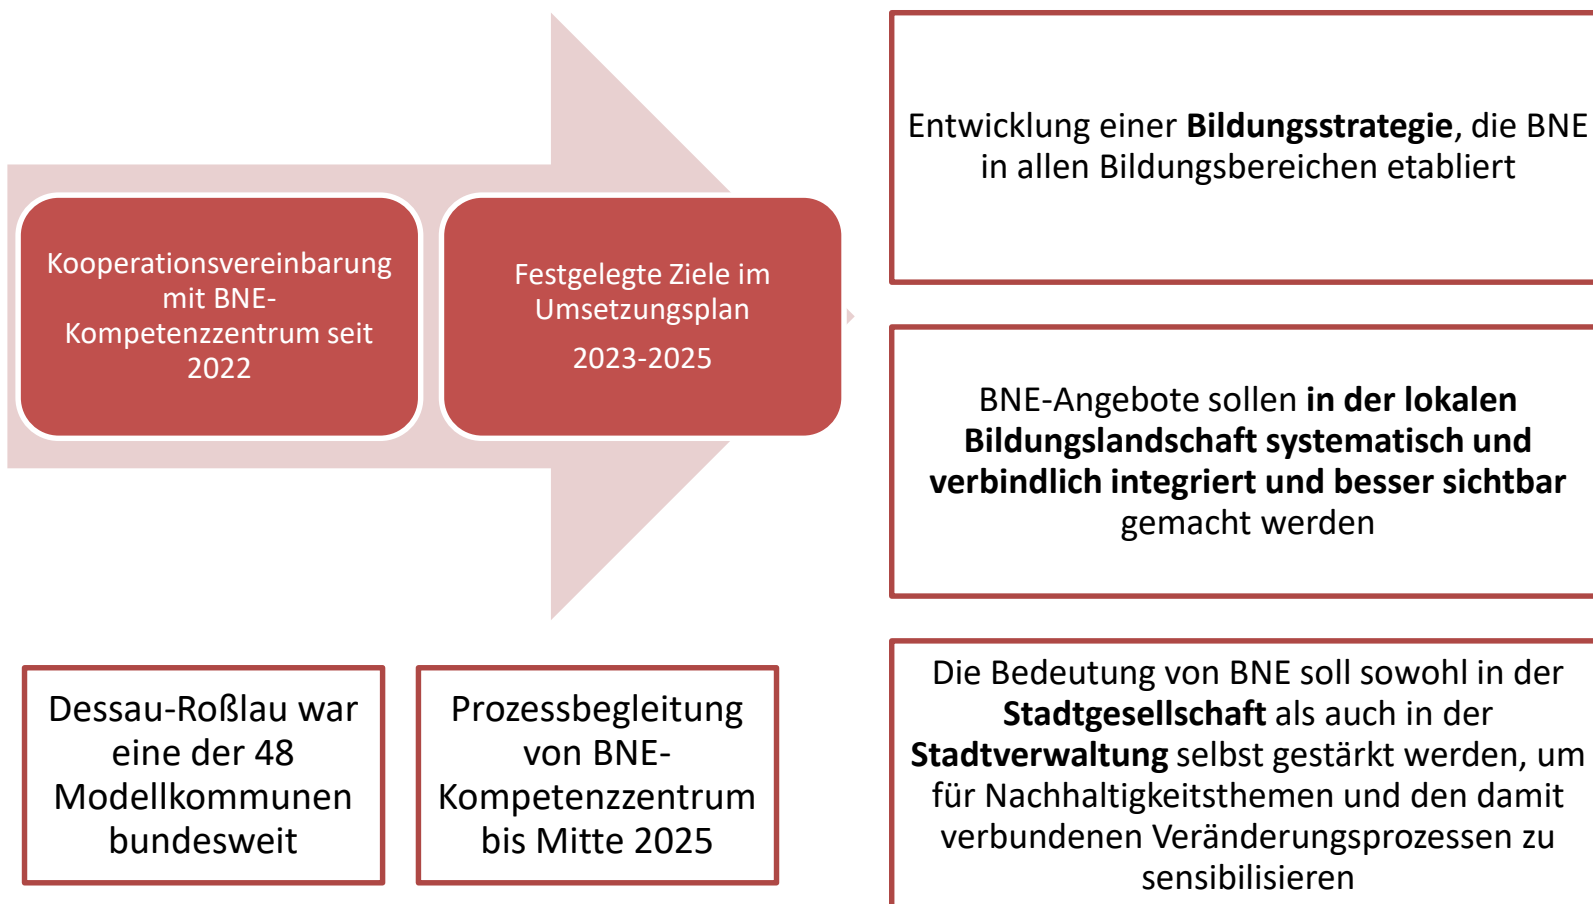 Kooperationsvereinbarung
mit BNE-
Kompetenzzentrum seit
2022
Festgelegte Ziele im
Umsetzungsplan
2023-2025
Dessau-Roßlau war
eine der 48
Modellkommunen
bundesweit
Prozessbegleitung
von BNE-
Kompetenzzentrum
bis Mitte 2025
Entwicklung einer Bildungsstrategie, die BNE
in allen Bildungsbereichen etabliert
BNE-Angebote sollen in der lokalen
Bildungslandschaft systematisch und
verbindlich integriert und besser sichtbar
gemacht werden
Die Bedeutung von BNE soll sowohl in der
Stadtgesellschaft als auch in der
Stadtverwaltung selbst gestärkt werden, um
für Nachhaltigkeitsthemen und den damit
verbundenen Veränderungsprozessen zu
sensibilisieren